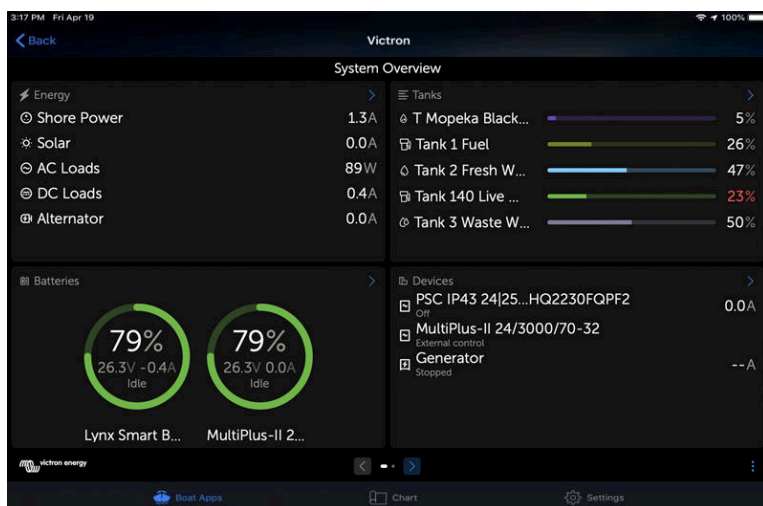 3:17 PM Fri Apr 19
100%
Back
Victron
System Overview
Energy
Shore Power 1.3A
Solar 0.0A
AC Loads 89W
DC Loads 0.4A
Alternator 0.0A
Tanks
T Mopeka Black... 5%
Tank 1 Fuel 26%
Tank 2 Fresh W... 47%
Tank 140 Live ... 23%
Tank 3 Waste W... 50%
Batteries
79%
26.3V -0.4A
Idle
Lynx Smart B...
79%
26.3V 0.0A
Idle
MultiPlus-II 2...
Devices
PSC IP43 24|25...HQ2230FQPF2 0.0A
Off
MultiPlus-II 24/3000/70-32
External control
Generator --A
Stopped
victron energy
Boat Apps
Chart
Settings